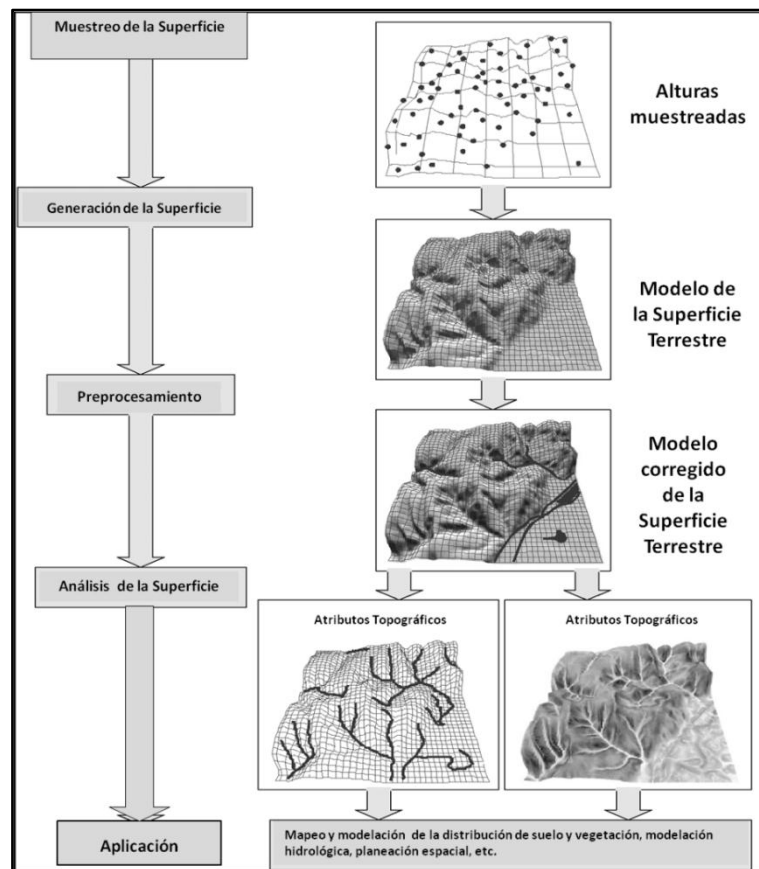 Muestreo de la Superficie
Alturas
muestreadas
Generación de la Superficie
Modelo de
la Superficie
Terrestre
Preprocesamiento
Modelo
corregido
de la
Superficie
Terrestre
Análisis de la Superficie
Atributos Topográficos
Atributos Topográficos
Aplicación
Mapeo y modelación de la distribución de suelo y vegetación, modelación
hidrológica, planeación espacial, etc.